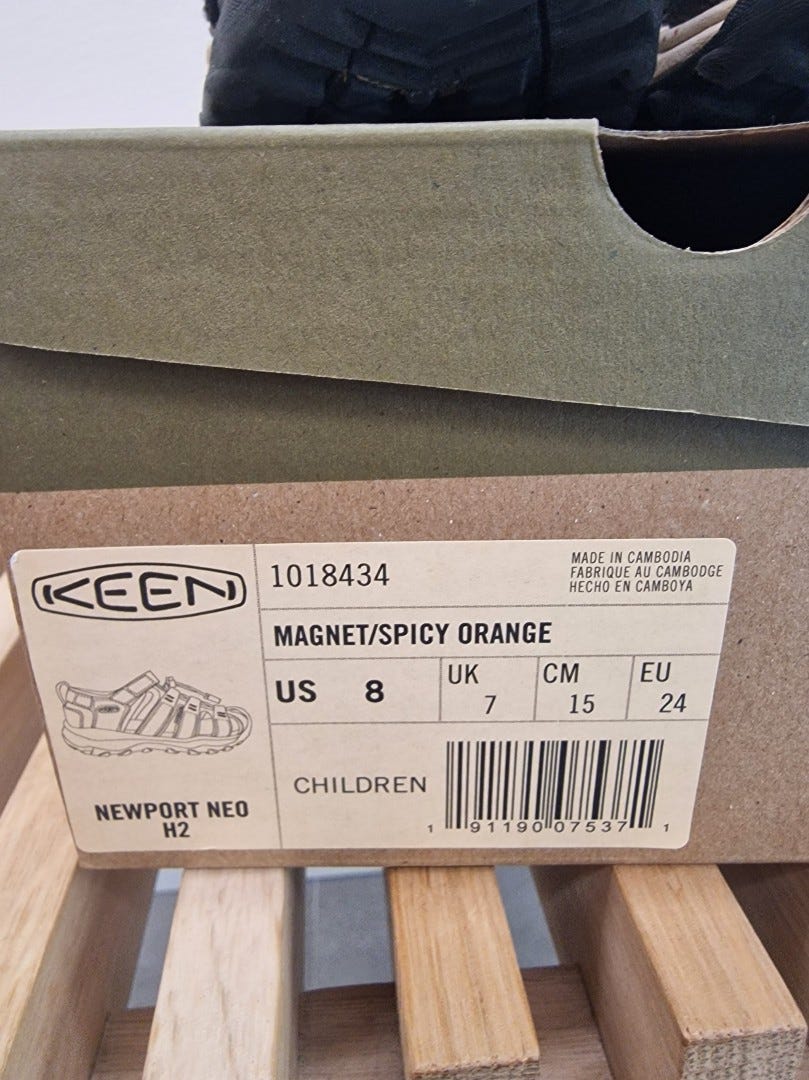 KEEN
1018434
MADE IN CAMBODIA
FABRIQUE AU CAMBODGE
HECHO EN CAMBOYA
MAGNET/SPICY ORANGE
US 8
UK 7
CM 15
EU 24
NEWPORT NEO
H2
CHILDREN
1 91190 07537 1